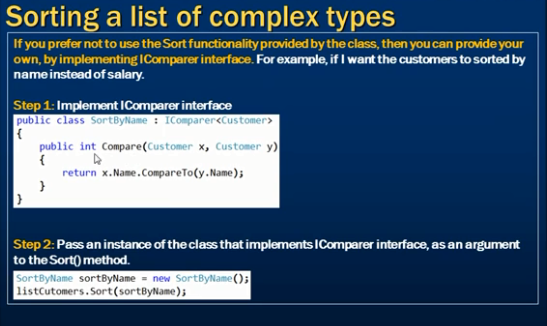 Sorting a list of complex types
If you prefer not to use the Sort functionality provided by the class, then you can provide your
own, by implementing IComparer interface. For example, if I want the customers to sorted by
name instead of salary.
Step 1: Implement IComparer interface
public class SortByName : IComparer<Customer>
{
public int Compare(Customer x, Customer y)
{
return x.Name.CompareTo(y.Name);
}
}
Step 2: Pass an instance of the class that implements IComparer interface, as an argument
to the Sort() method.
SortByName sortByName = new SortByName();
listCutomers.Sort(sortByName);